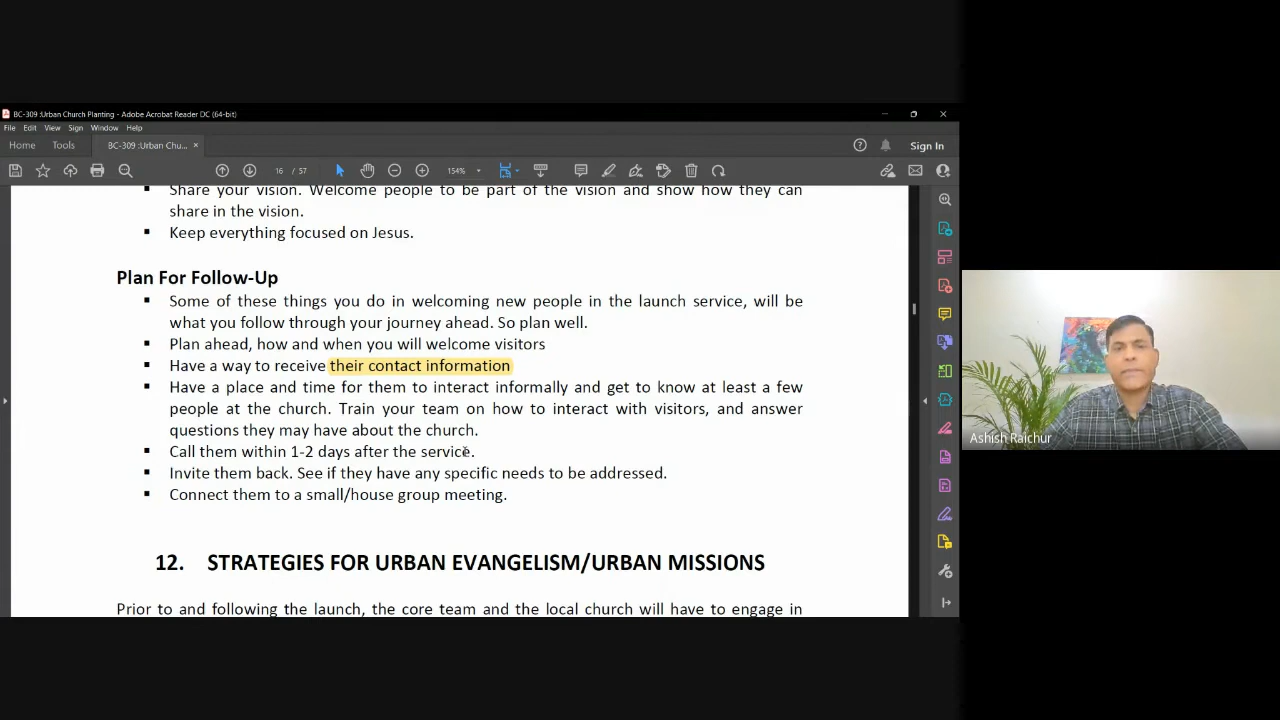 BC-309 :Urban Church Planting - Adobe Acrobat Reader DC (64-bit)
File Edit View Sign Window Help
Home Tools BC-309 :Urban Chu... × Sign In
16 / 57 154%
Share your vision. Welcome people to be part of the vision and show how they can
share in the vision.
Keep everything focused on Jesus.
Plan For Follow-Up
Some of these things you do in welcoming new people in the launch service, will be
what you follow through your journey ahead. So plan well.
Plan ahead, how and when you will welcome visitors
Have a way to receive their contact information
Have a place and time for them to interact informally and get to know at least a few
people at the church. Train your team on how to interact with visitors, and answer
questions they may have about the church.
Call them within 1-2 days after the service.
Invite them back. See if they have any specific needs to be addressed.
Connect them to a small/house group meeting.
12. STRATEGIES FOR URBAN EVANGELISM/URBAN MISSIONS
Prior to and following the launch, the core team and the local church will have to engage in
Ashish Raichur